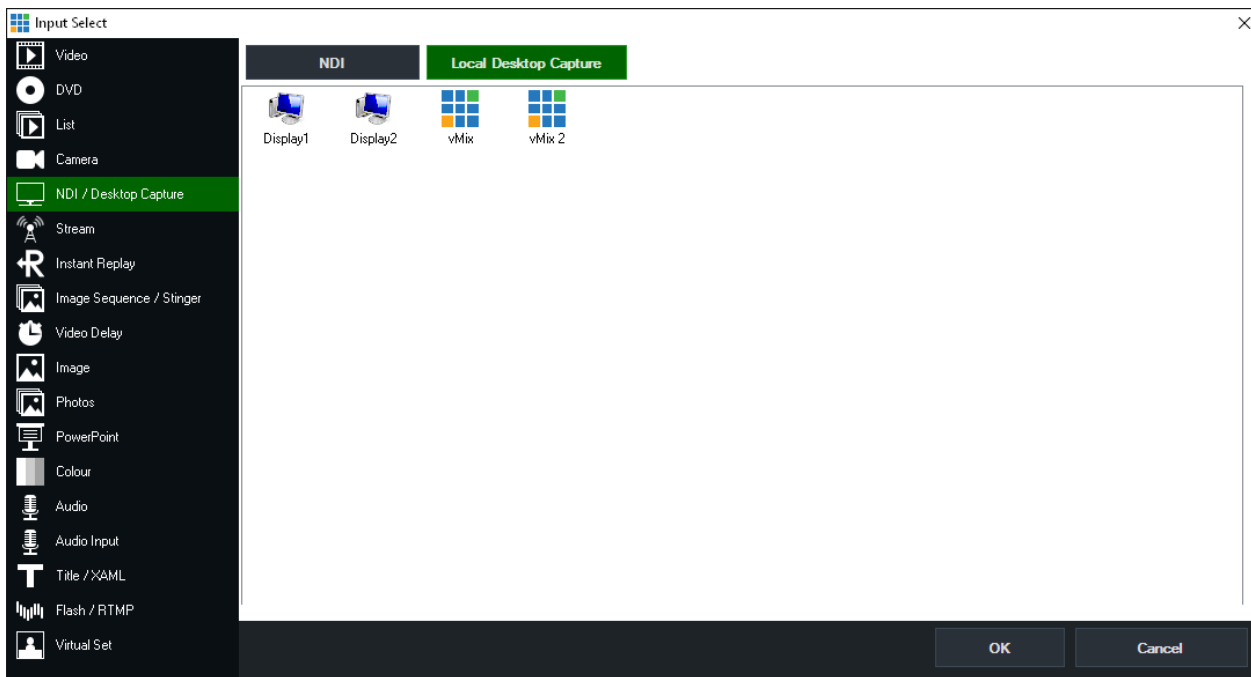 Input Select
Video
DVD
List
Camera
NDI / Desktop Capture
Stream
Instant Replay
Image Sequence / Stinger
Video Delay
Image
Photos
PowerPoint
Colour
Audio
Audio Input
Title / XAML
Flash / RTMP
Virtual Set
NDI Local Desktop Capture
Display1 Display2 vMix vMix 2
OK Cancel